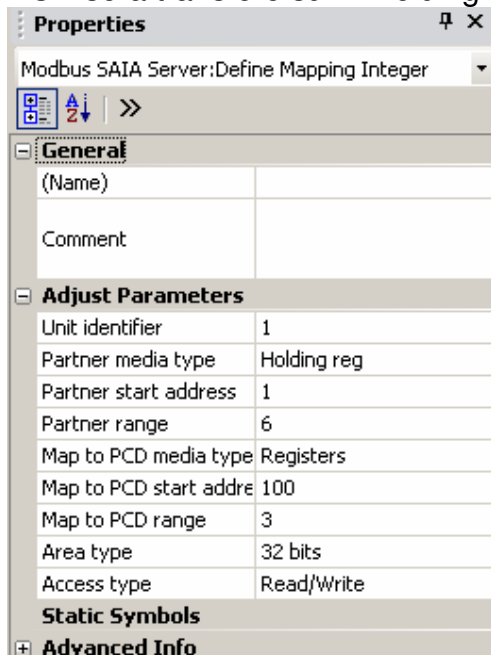 Properties
Modbus SAIA Server:Define Mapping Integer
General
(Name)
Comment
Adjust Parameters
Unit identifier 1
Partner media type Holding reg
Partner start address 1
Partner range 6
Map to PCD media type Registers
Map to PCD start addre 100
Map to PCD range 3
Area type 32 bits
Access type Read/Write
Static Symbols
Advanced Info